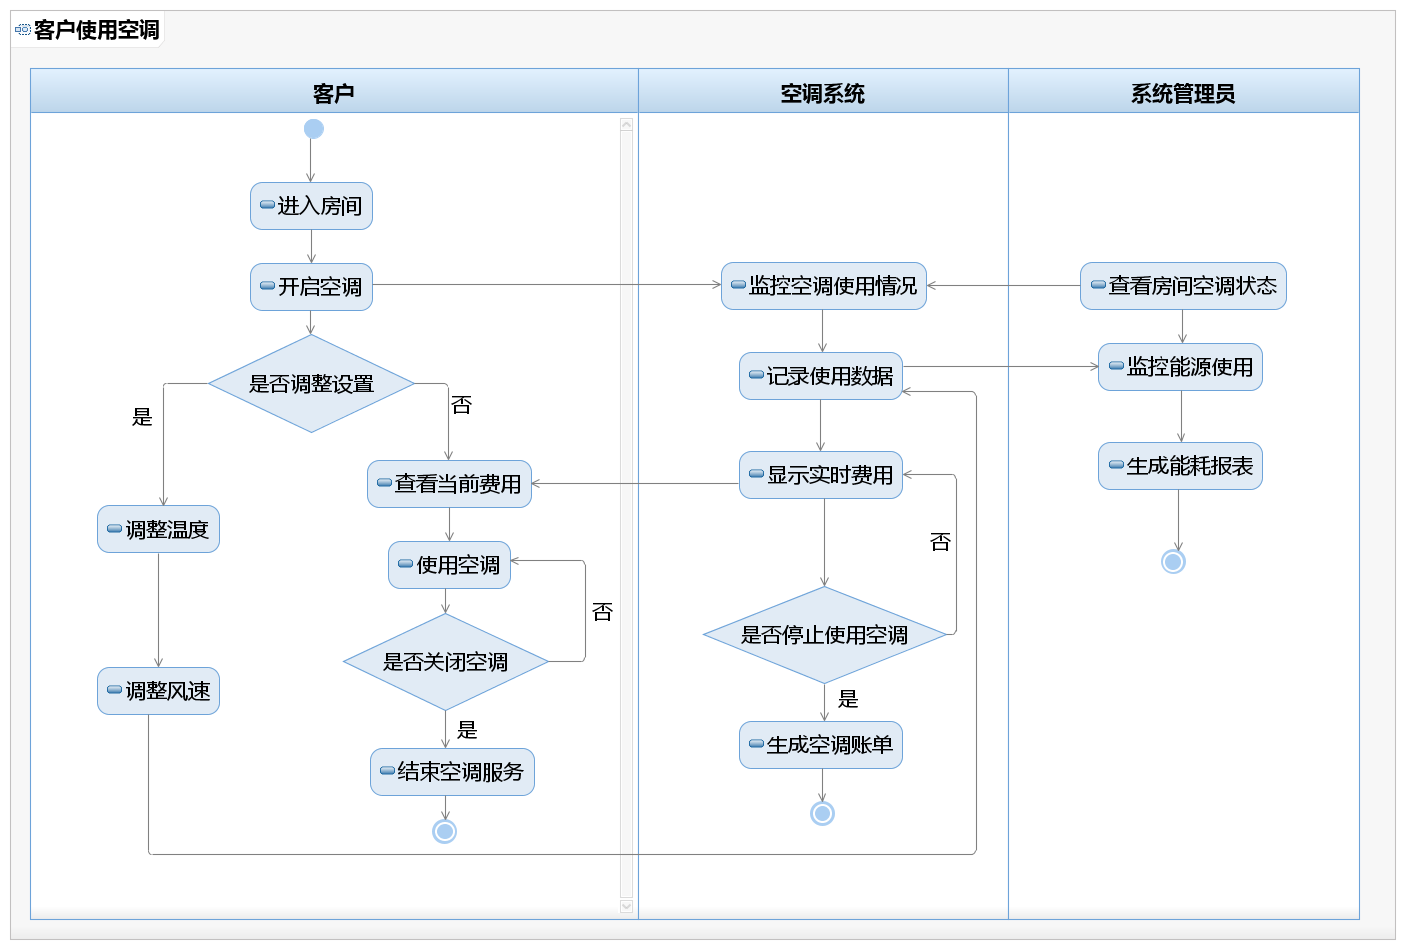 客户使用空调
客户
空调系统
系统管理员
进入房间
开启空调
监控空调使用情况
查看房间空调状态
是否调整设置
记录使用数据
监控能源使用
是
否
查看当前费用
显示实时费用
生成能耗报表
调整温度
使用空调
否
否
是否关闭空调
是否停止使用空调
调整风速
是
是
结束空调服务
生成空调账单